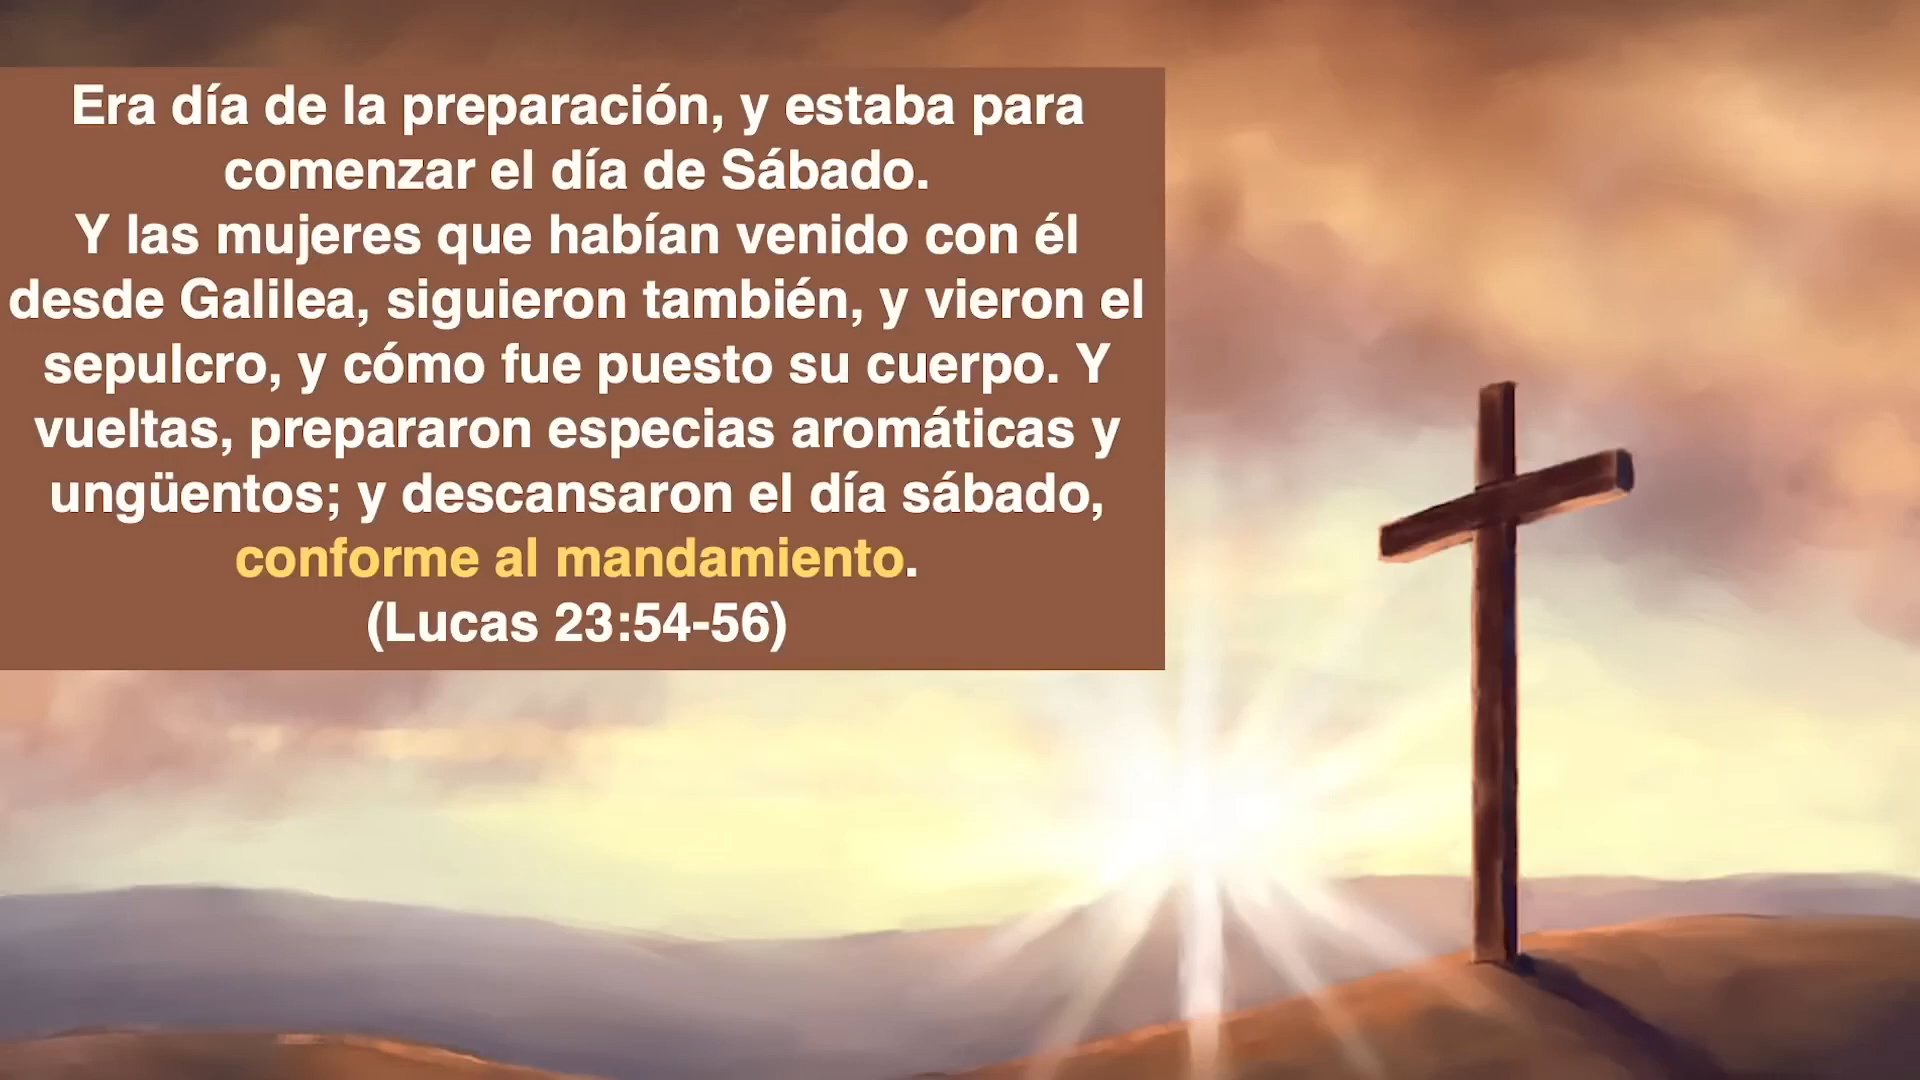 Era día de la preparación, y estaba para
comenzar el día de Sábado.
Y las mujeres que habían venido con él
desde Galilea, siguieron también, y vieron el
sepulcro, y cómo fue puesto su cuerpo. Y
vueltas, prepararon especias aromáticas y
ungüentos; y descansaron el día sábado,
conforme al mandamiento.
(Lucas 23:54-56)